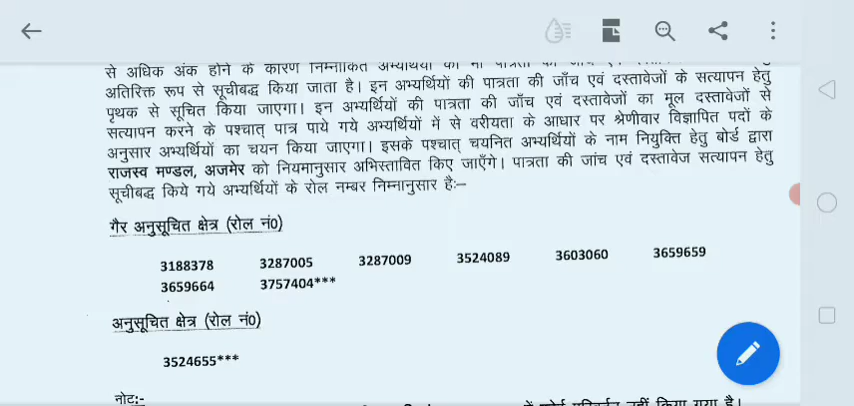 से अधिक अंक होने के कारण निम्नांकित अभ्यर्थियों को भी पात्रता की जाँच एवं
अतिरिक्त रूप से सूचीबद्ध किया जाता है। इन अभ्यर्थियों की पात्रता की जाँच एवं दस्तावेजों के सत्यापन हेतु
पृथक से सूचित किया जाएगा। इन अभ्यर्थियों की पात्रता की जाँच एवं दस्तावेजों का मूल दस्तावेजों से
सत्यापन करने के पश्चात् पात्र पाये गये अभ्यर्थियों में से वरीयता के आधार पर श्रेणीवार विज्ञापित पदों के
अनुसार अभ्यर्थियों का चयन किया जाएगा। इसके पश्चात् चयनित अभ्यर्थियों के नाम नियुक्ति हेतु बोर्ड द्वारा
राजस्व मण्डल, अजमेर को नियमानुसार अभिस्तावित किए जाएँगे। पात्रता की जांच एवं दस्तावेज सत्यापन हेतु
सूचीबद्ध किये गये अभ्यर्थियों के रोल नम्बर निम्नानुसार हैः–
गैर अनुसूचित क्षेत्र (रोल नं0)
3188378 3287005 3287009 3524089 3603060 3659659
3659664 3757404***
अनुसूचित क्षेत्र (रोल नं0)
3524655***
नोटः-
में कोई परिवर्तन नहीं किया गया है।